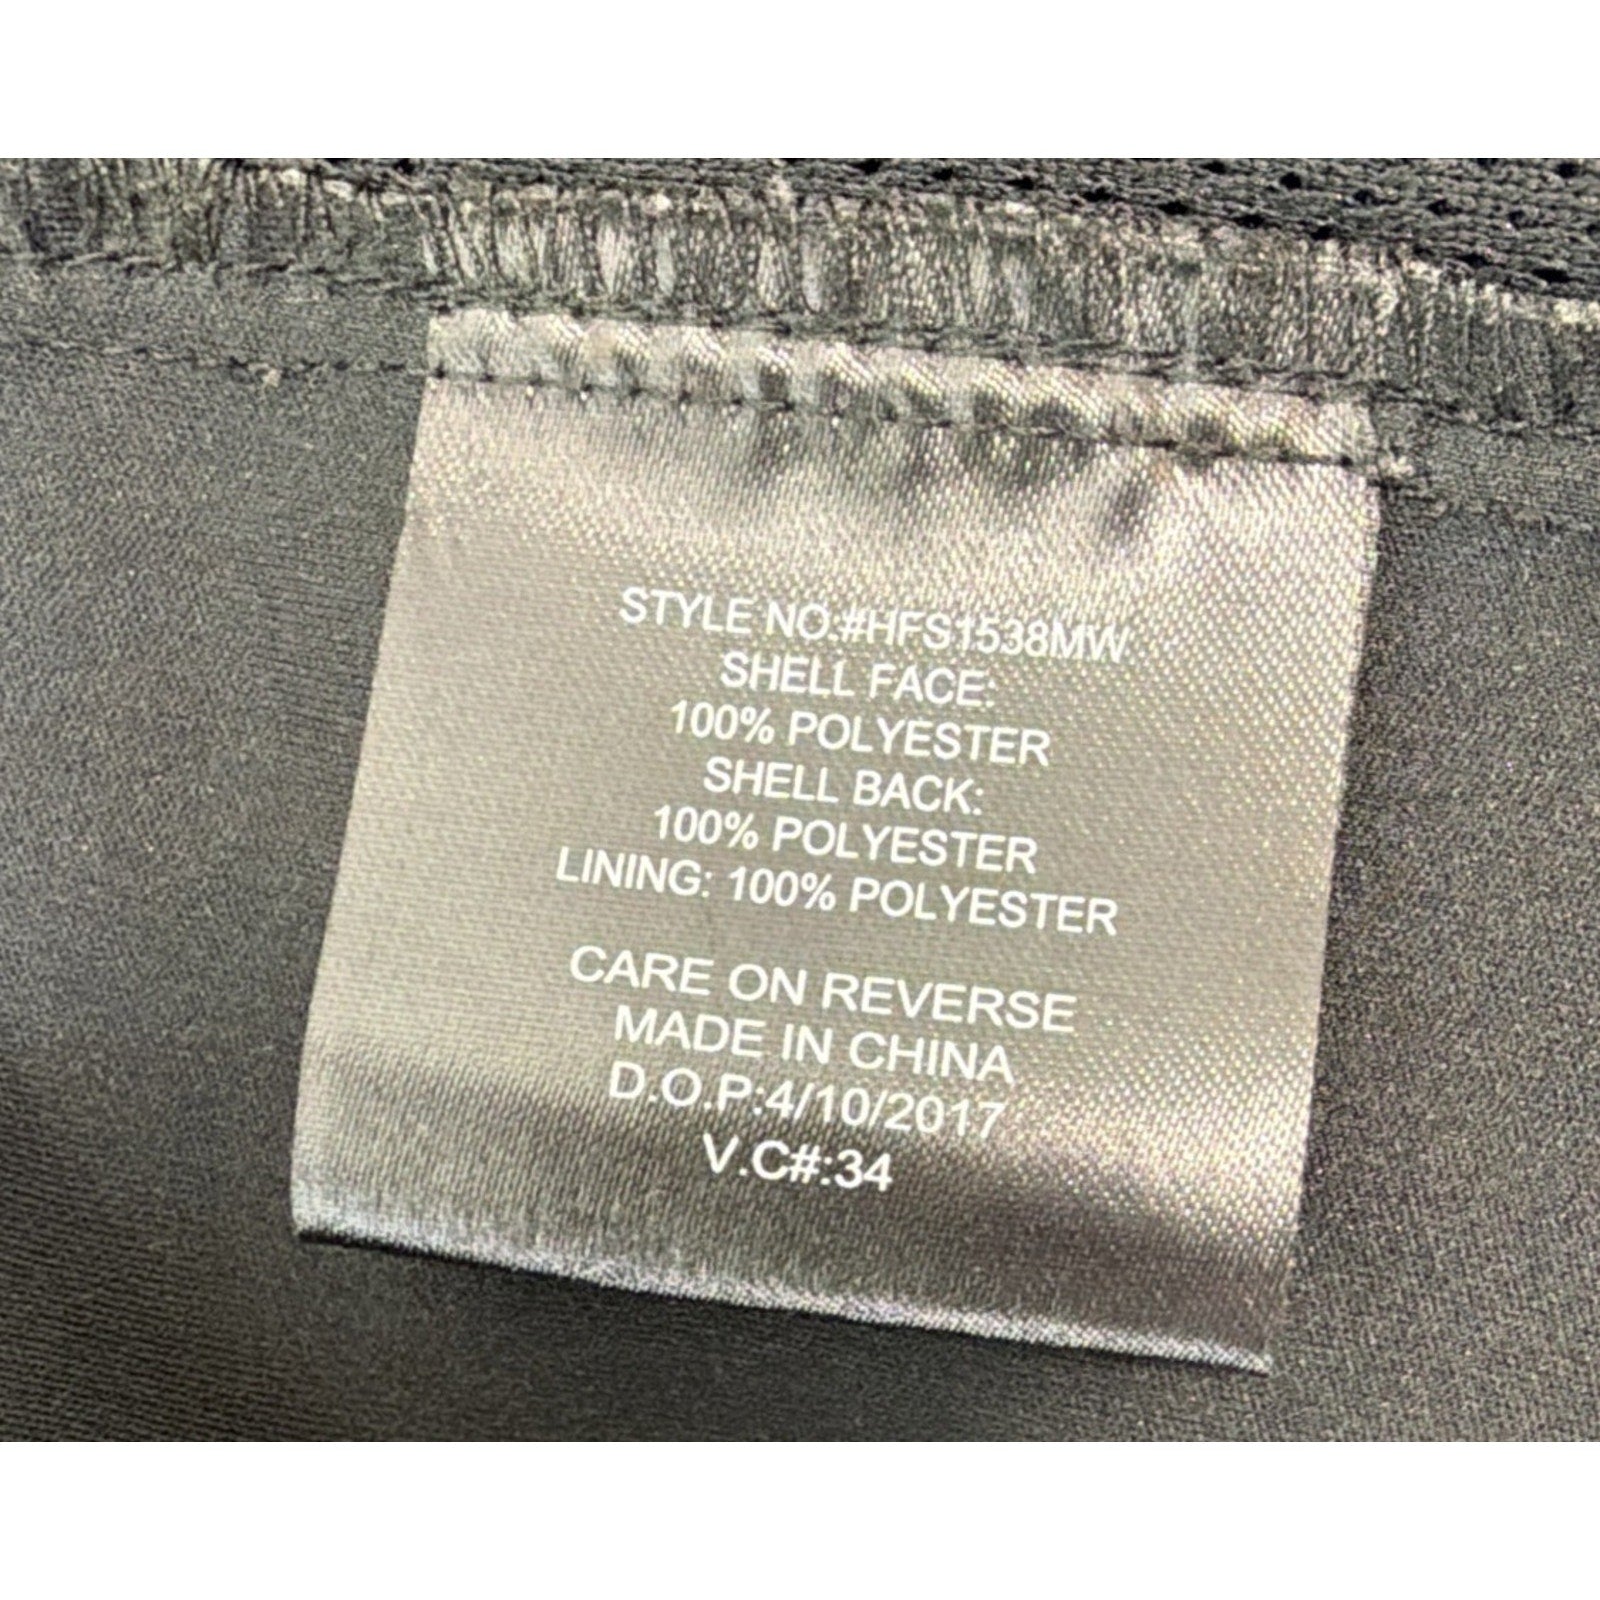 STYLE NO.:#HFS1538MW
SHELL FACE:
100% POLYESTER
SHELL BACK:
100% POLYESTER
LINING: 100% POLYESTER
CARE ON REVERSE
MADE IN CHINA
D.O.P:4/10/2017
V.C#:34